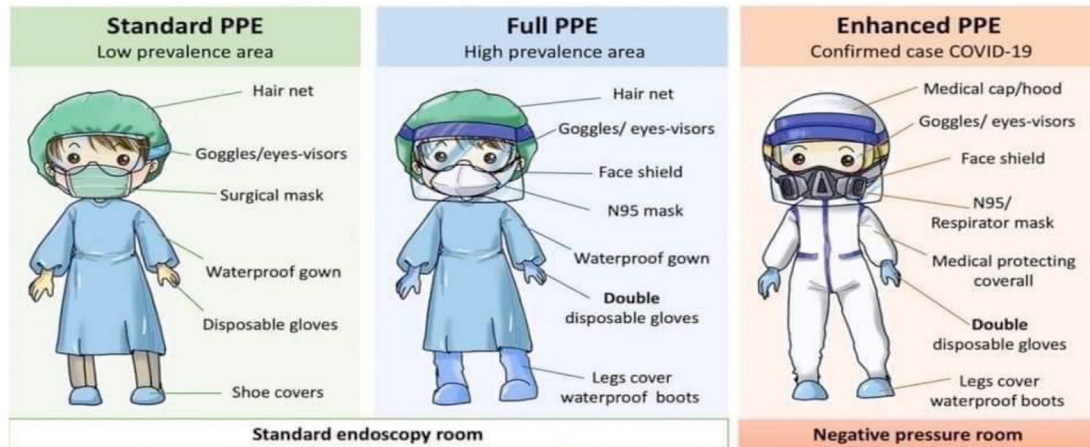 Standard PPE
Low prevalence area
Hair net
Goggles/eyes-visors
Surgical mask
Waterproof gown
Disposable gloves
Shoe covers
Full PPE
High prevalence area
Hair net
Goggles/ eyes-visors
Face shield
N95 mask
Waterproof gown
Double
disposable gloves
Legs cover
waterproof boots
Standard endoscopy room
Enhanced PPE
Confirmed case COVID-19
Medical cap/hood
Goggles/ eyes-visors
Face shield
N95/
Respirator mask
Medical protecting
coverall
Double
disposable gloves
Legs cover
waterproof boots
Negative pressure room